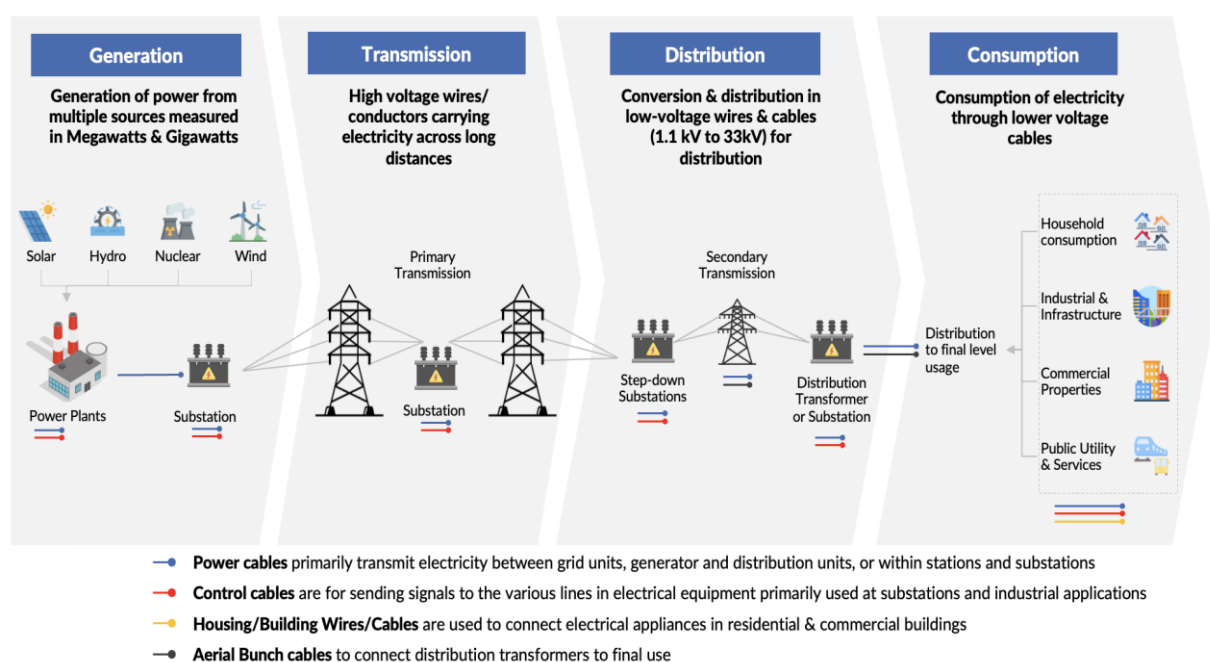 Generation
Generation of power from
multiple sources measured
in Megawatts & Gigawatts
Solar
Hydro
Nuclear
Wind
Power Plants
Substation
Transmission
High voltage wires/
conductors carrying
electricity across long
distances
Primary
Transmission
Substation
Distribution
Conversion & distribution in
low-voltage wires & cables
(1.1 kV to 33kV) for
distribution
Secondary
Transmission
Step-down
Substations
Distribution
Transformer
or Substation
Consumption
Consumption of electricity
through lower voltage
cables
Distribution
to final level
usage
Household
consumption
Industrial &
Infrastructure
Commercial
Properties
Public Utility
& Services
Power cables primarily transmit electricity between grid units, generator and distribution units, or within stations and substations
Control cables are for sending signals to the various lines in electrical equipment primarily used at substations and industrial applications
Housing/Building Wires/Cables are used to connect electrical appliances in residential & commercial buildings
Aerial Bunch cables to connect distribution transformers to final use